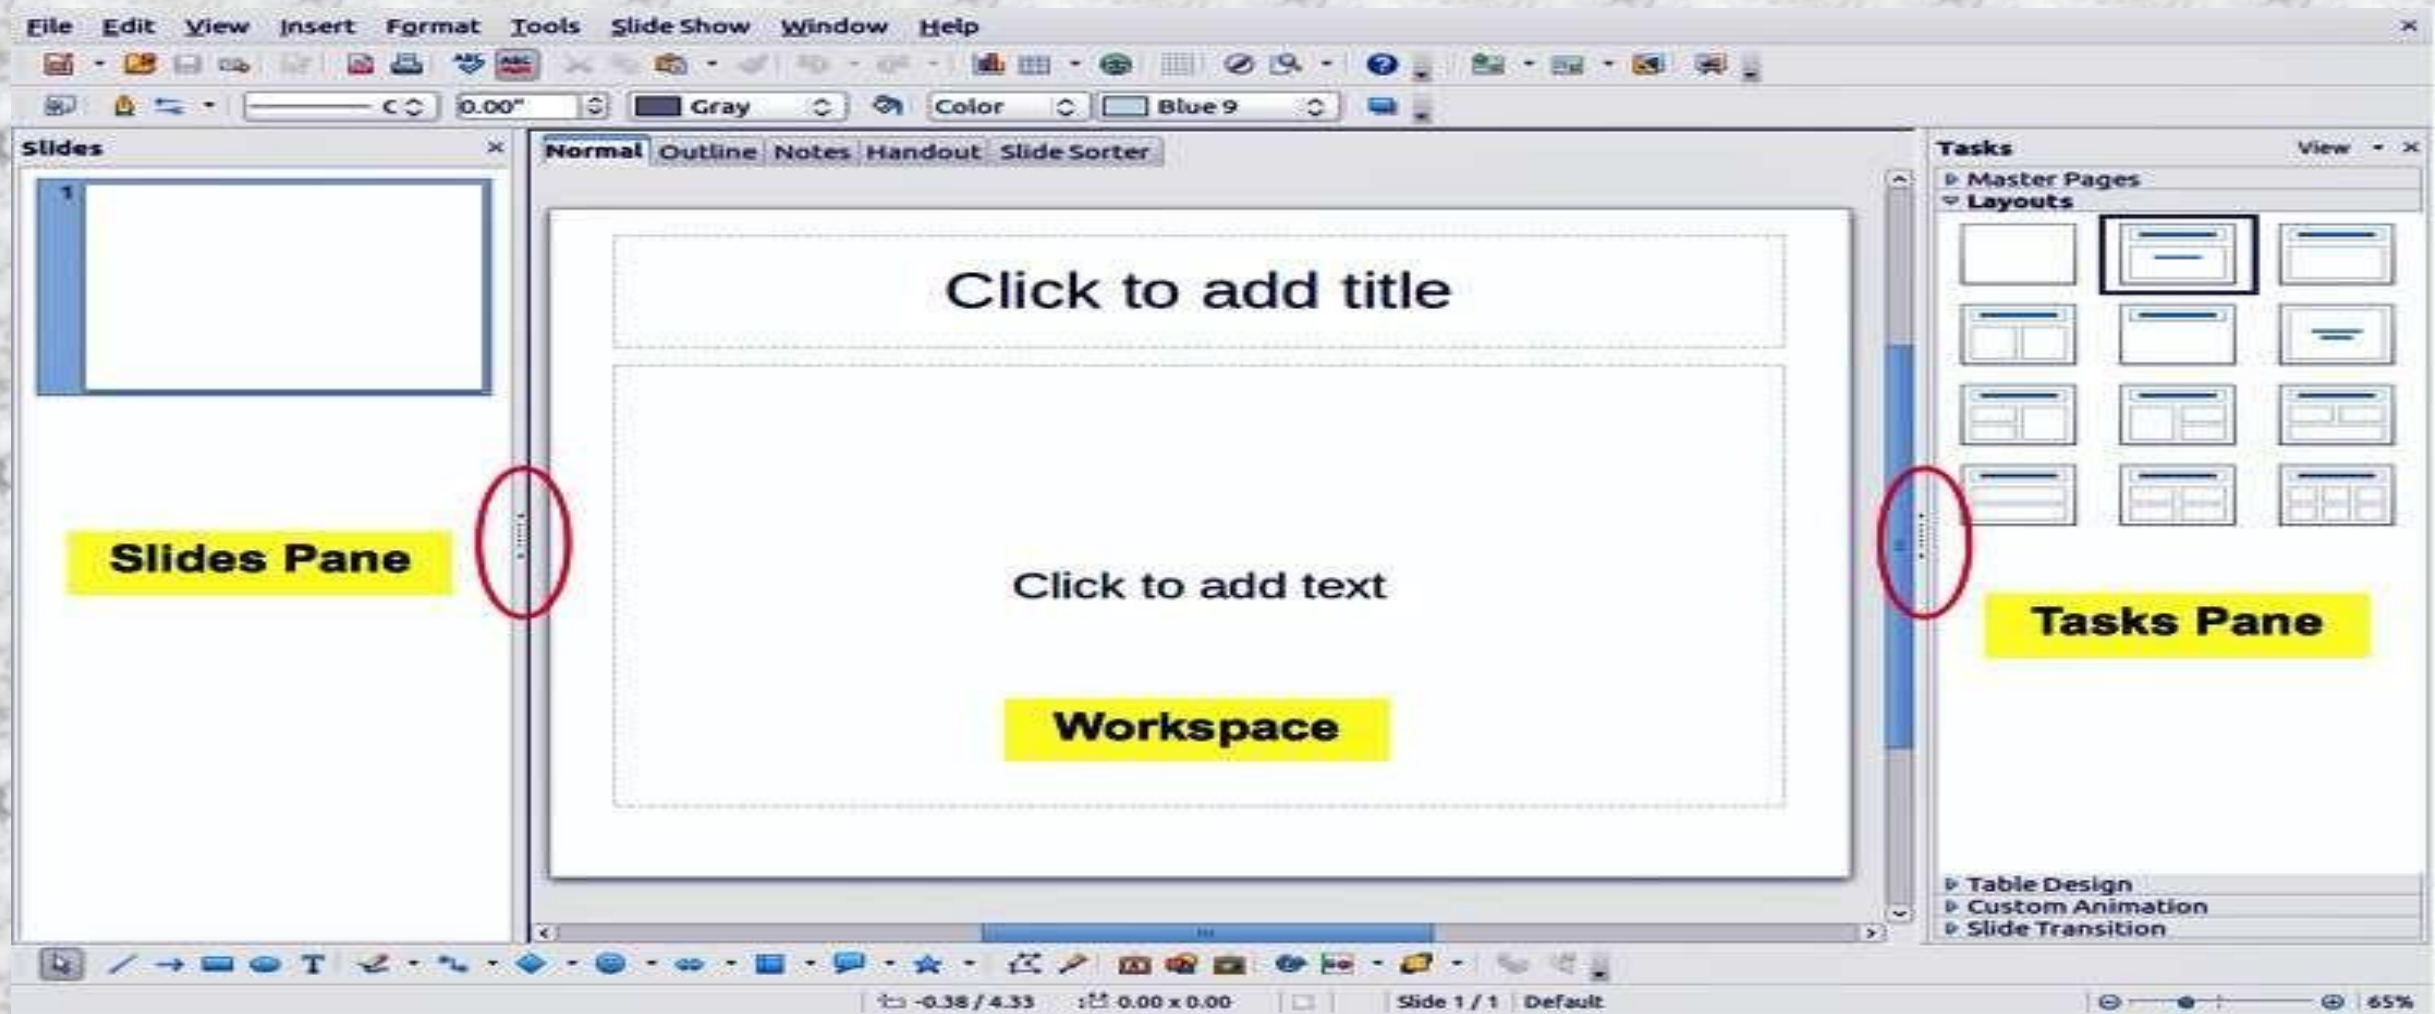 File Edit View Insert Format Tools Slide Show Window Help
ABC ABC
C 0.00" Gray Color Blue 9
Slides
Normal Outline Notes Handout Slide Sorter
Tasks View
1
Master Pages
Layouts
Click to add title
Click to add text
Slides Pane
Workspace
Tasks Pane
Table Design
Custom Animation
Slide Transition
T
-0.38 / 4.33 0.00 x 0.00 Slide 1 / 1 Default 65%